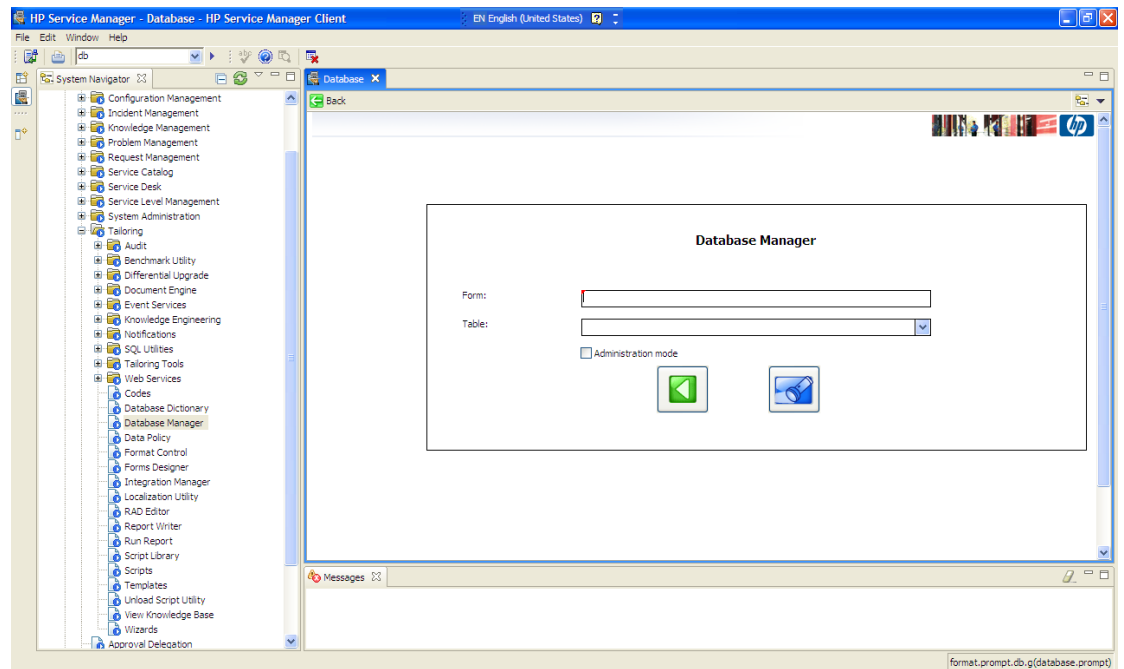 HP Service Manager - Database - HP Service Manager Client
EN English (United States)
File Edit Window Help
db
System Navigator
Configuration Management
Incident Management
Knowledge Management
Problem Management
Request Management
Service Catalog
Service Desk
Service Level Management
System Administration
Tailoring
Audit
Benchmark Utility
Differential Upgrade
Document Engine
Event Services
Knowledge Engineering
Notifications
SQL Utilities
Tailoring Tools
Web Services
Codes
Database Dictionary
Database Manager
Data Policy
Format Control
Forms Designer
Integration Manager
Localization Utility
RAD Editor
Report Writer
Run Report
Script Library
Scripts
Templates
Unload Script Utility
View Knowledge Base
Wizards
Approval Delegation
Database
Back
hp
Database Manager
Form:
Table:
Administration mode
Messages
format.prompt.db.g(database.prompt)